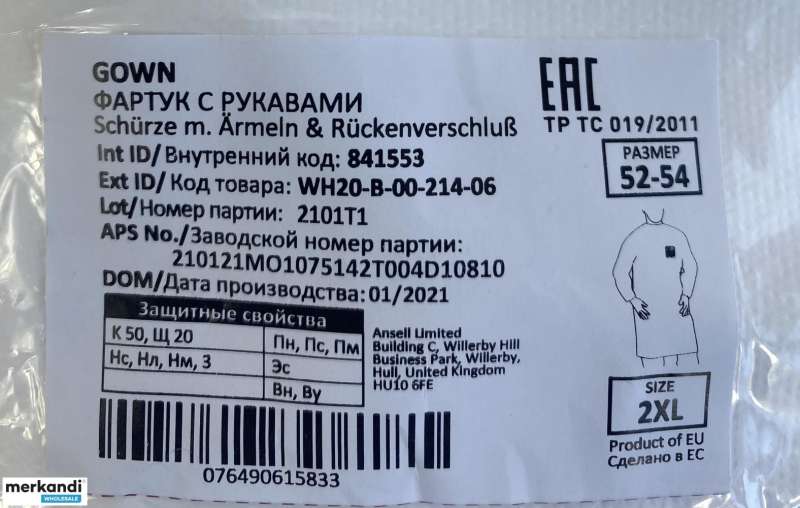 GOWN
ФАРТУК С РУКАВАМИ
Schürze m. Ärmeln & Rückenverschluß
Int ID/Внутренний код: 841553
Ext ID/ Код товара: WH20-B-00-214-06
Lot/Номер партии: 2101T1
APS No./Заводской номер партии:
210121MO1075142T004D10810
DOM/Дата производства: 01/2021
Защитные свойства
К 50, Щ 20
Пн, Пс, Пм
Нс, Нл, Нм, З
Эс
Вн, Ву
Ansell Limited
Building C, Willerby Hill
Business Park, Willerby,
Hull, United Kingdom
HU10 6FE
076490615833
EAC
ТР ТС 019/2011
РАЗМЕР
52-54
SIZE
2XL
Product of EU
Сделано в ЕС
merkandi
WHOLESALE